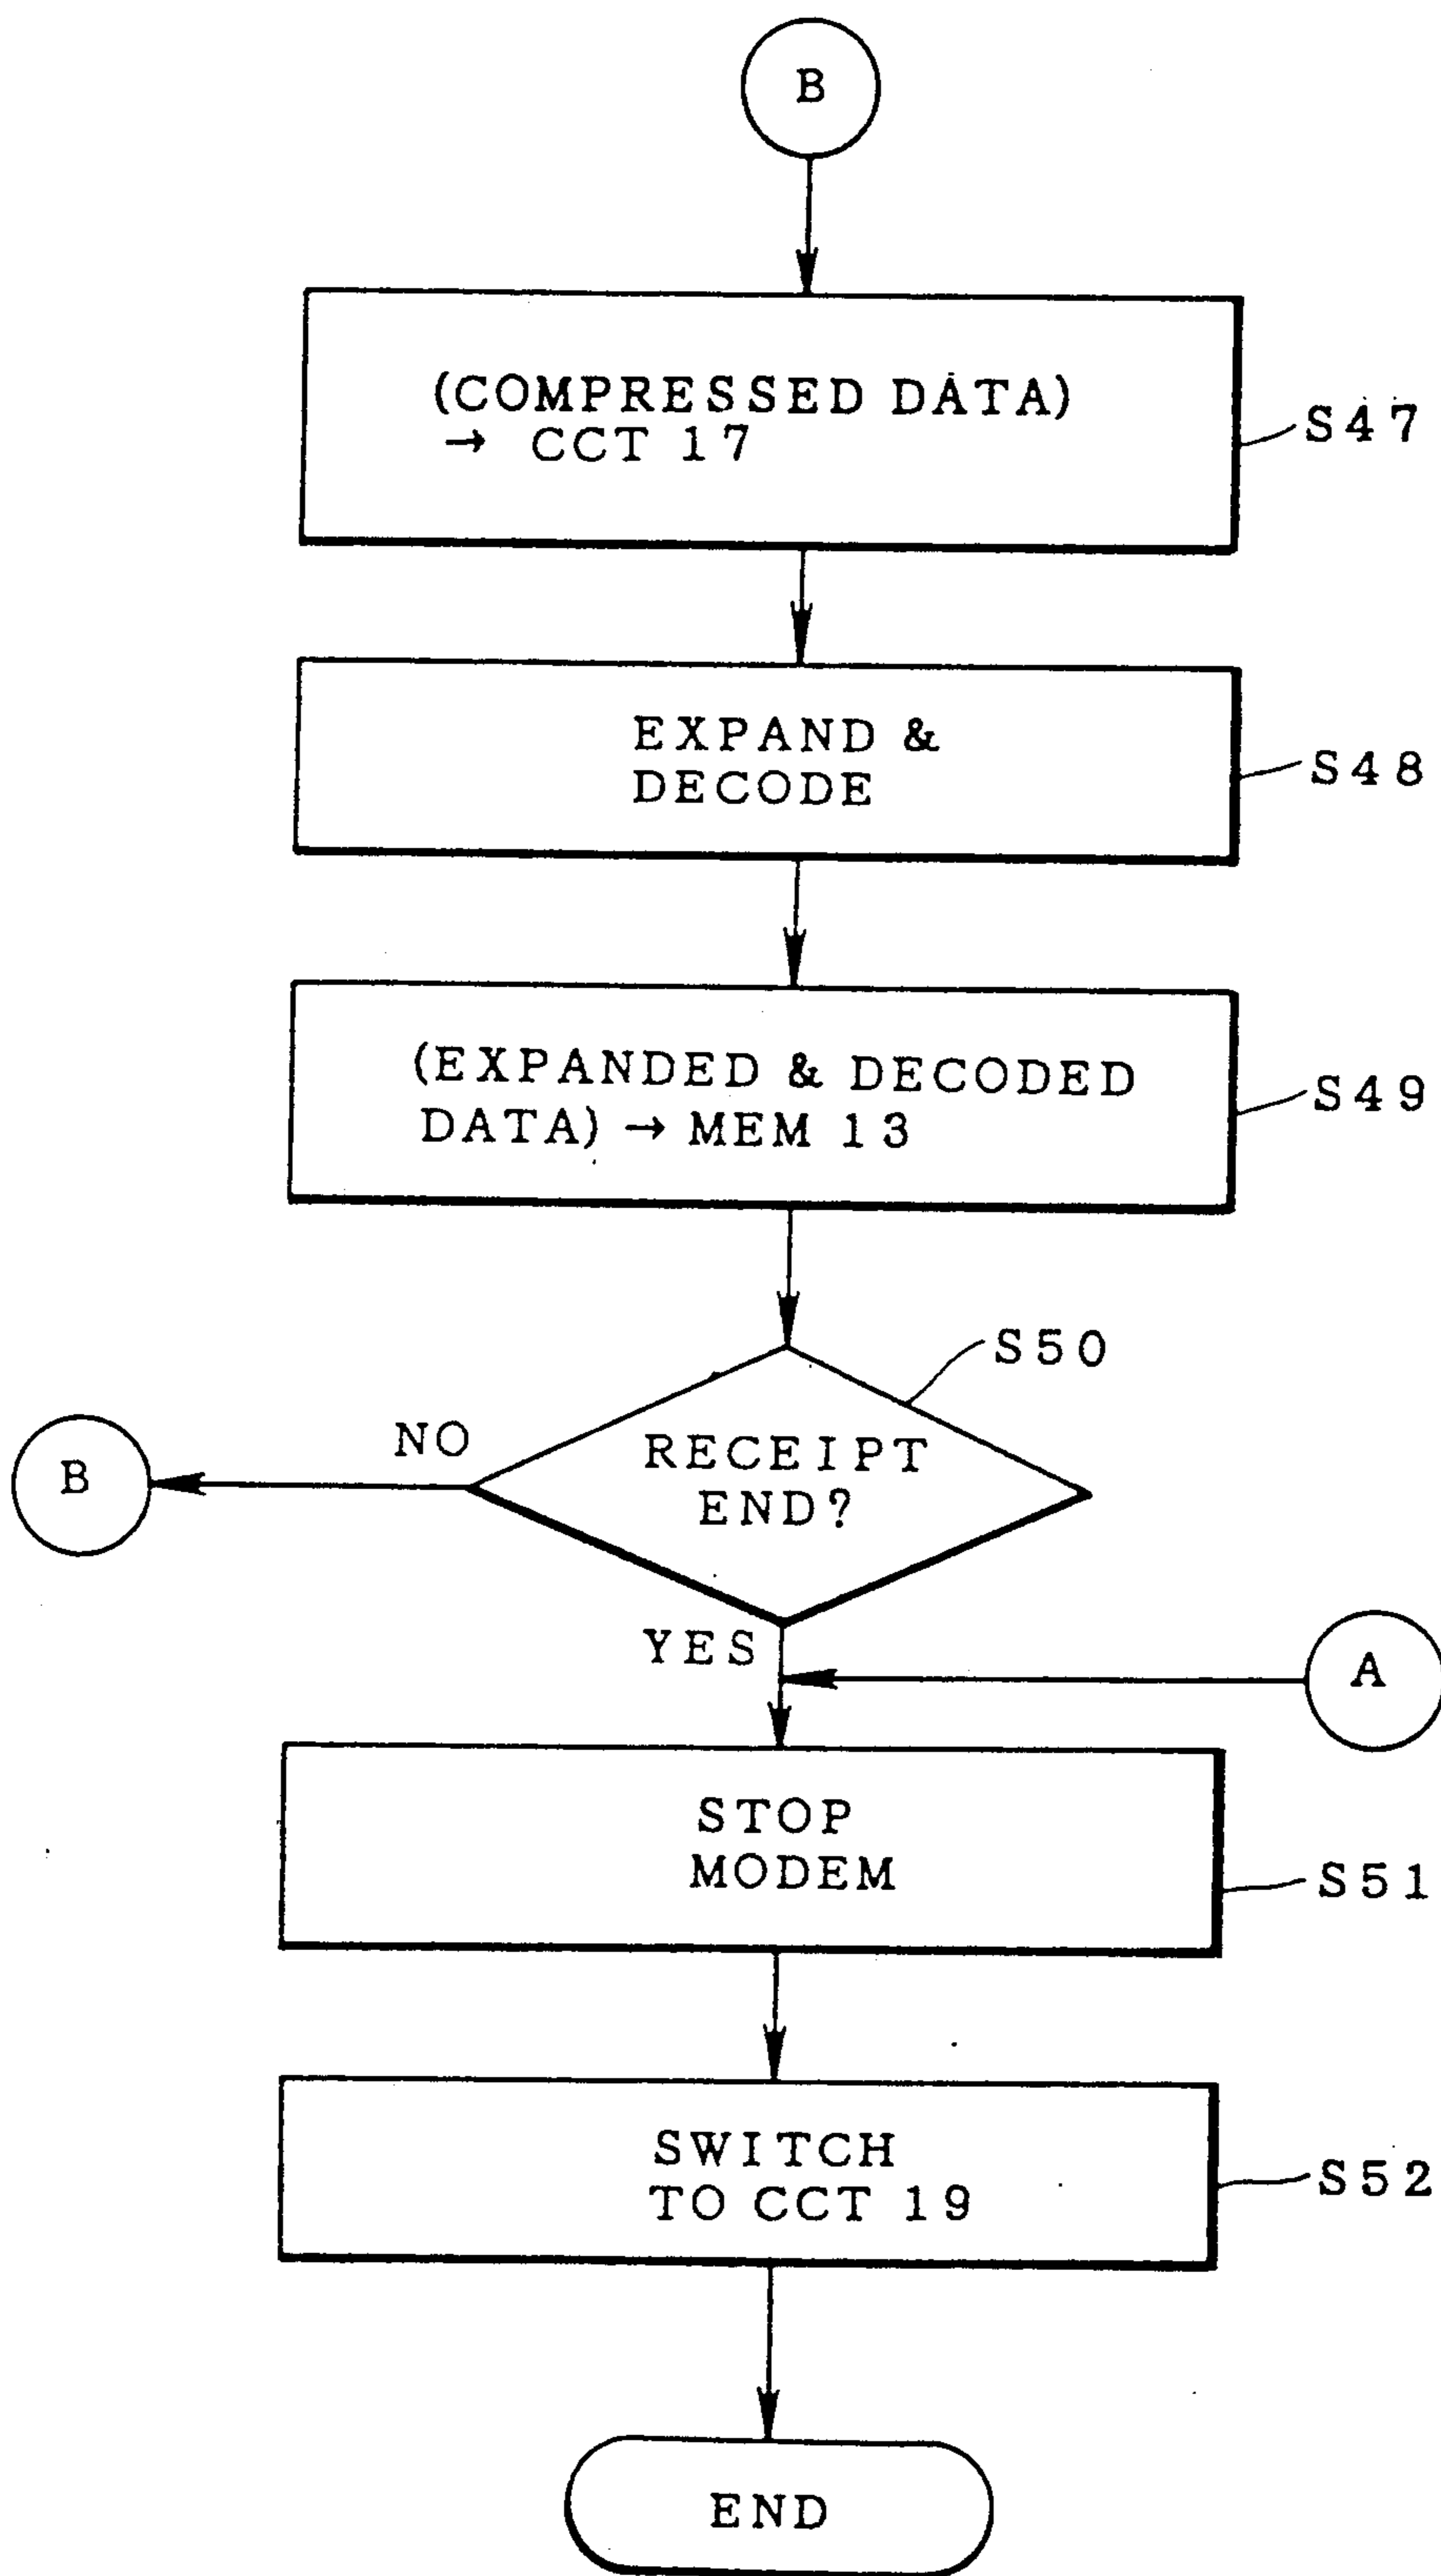 B
(COMPRESSED DATA)
→ CCT 17
S47
EXPAND &
DECODE
S48
(EXPANDED & DECODED
DATA) → MEM 13
S49
S50
NO
B
RECEIPT
END?
YES
A
STOP
MODEM
S51
SWITCH
TO CCT 19
S52
END